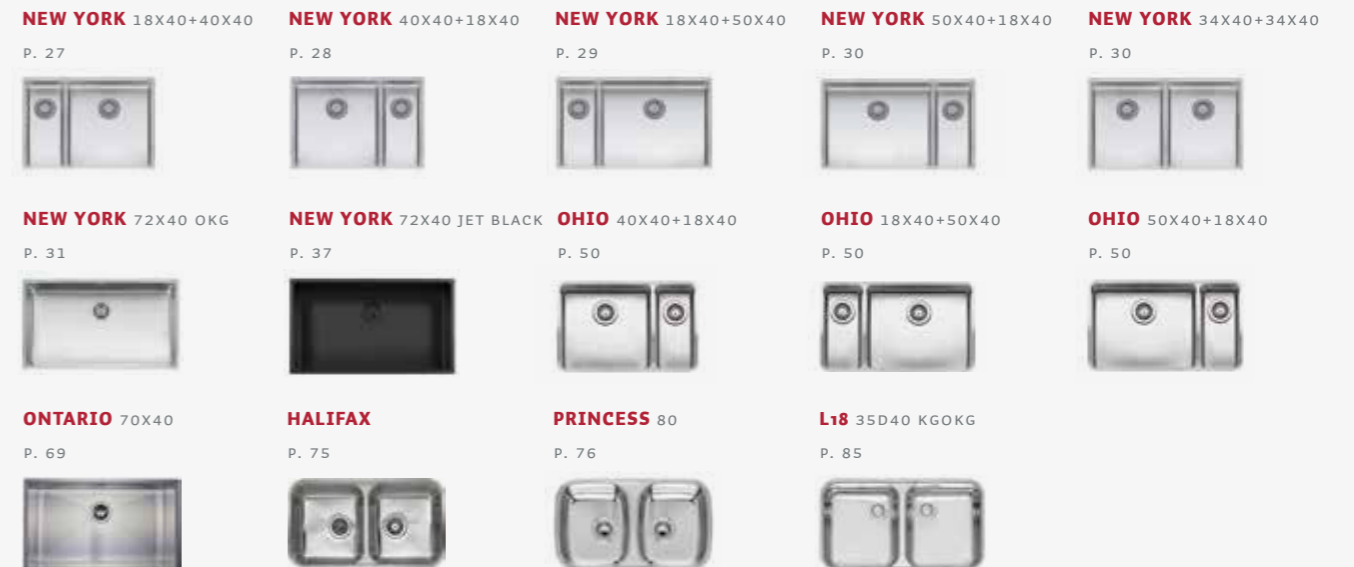 NEW YORK 18X40+40X40
P. 27
NEW YORK 40X40+18X40
P. 28
NEW YORK 18X40+50X40
P. 29
NEW YORK 50X40+18X40
P. 30
NEW YORK 34X40+34X40
P. 30
NEW YORK 72X40 OKG
P. 31
NEW YORK 72X40 JET BLACK
P. 37
OHIO 40X40+18X40
P. 50
OHIO 18X40+50X40
P. 50
OHIO 50X40+18X40
P. 50
ONTARIO 70X40
P. 69
HALIFAX
P. 75
PRINCESS 80
P. 76
L18 35D40 KGOKG
P. 85